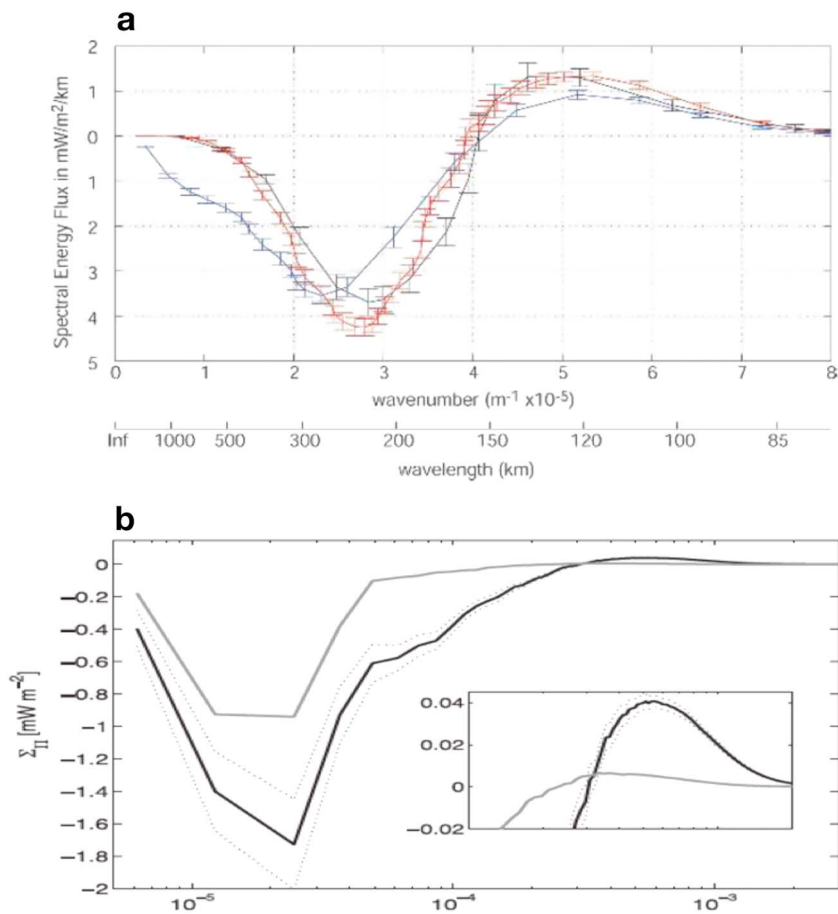 a
Spectral Energy Flux in mW/m²/km
2
1
0
1
2
3
4
5
0 1 2 3 4 5 6 7 8
wavenumber (m⁻¹ x10⁻⁵)
Inf 1000 500 300 200 150 120 100 85
wavelength (km)
b
Σ_Π [mW m⁻²]
0
−0.2
−0.4
−0.6
−0.8
−1
−1.2
−1.4
−1.6
−1.8
−2
0.04
0.02
0
−0.02
10⁻⁵ 10⁻⁴ 10⁻³